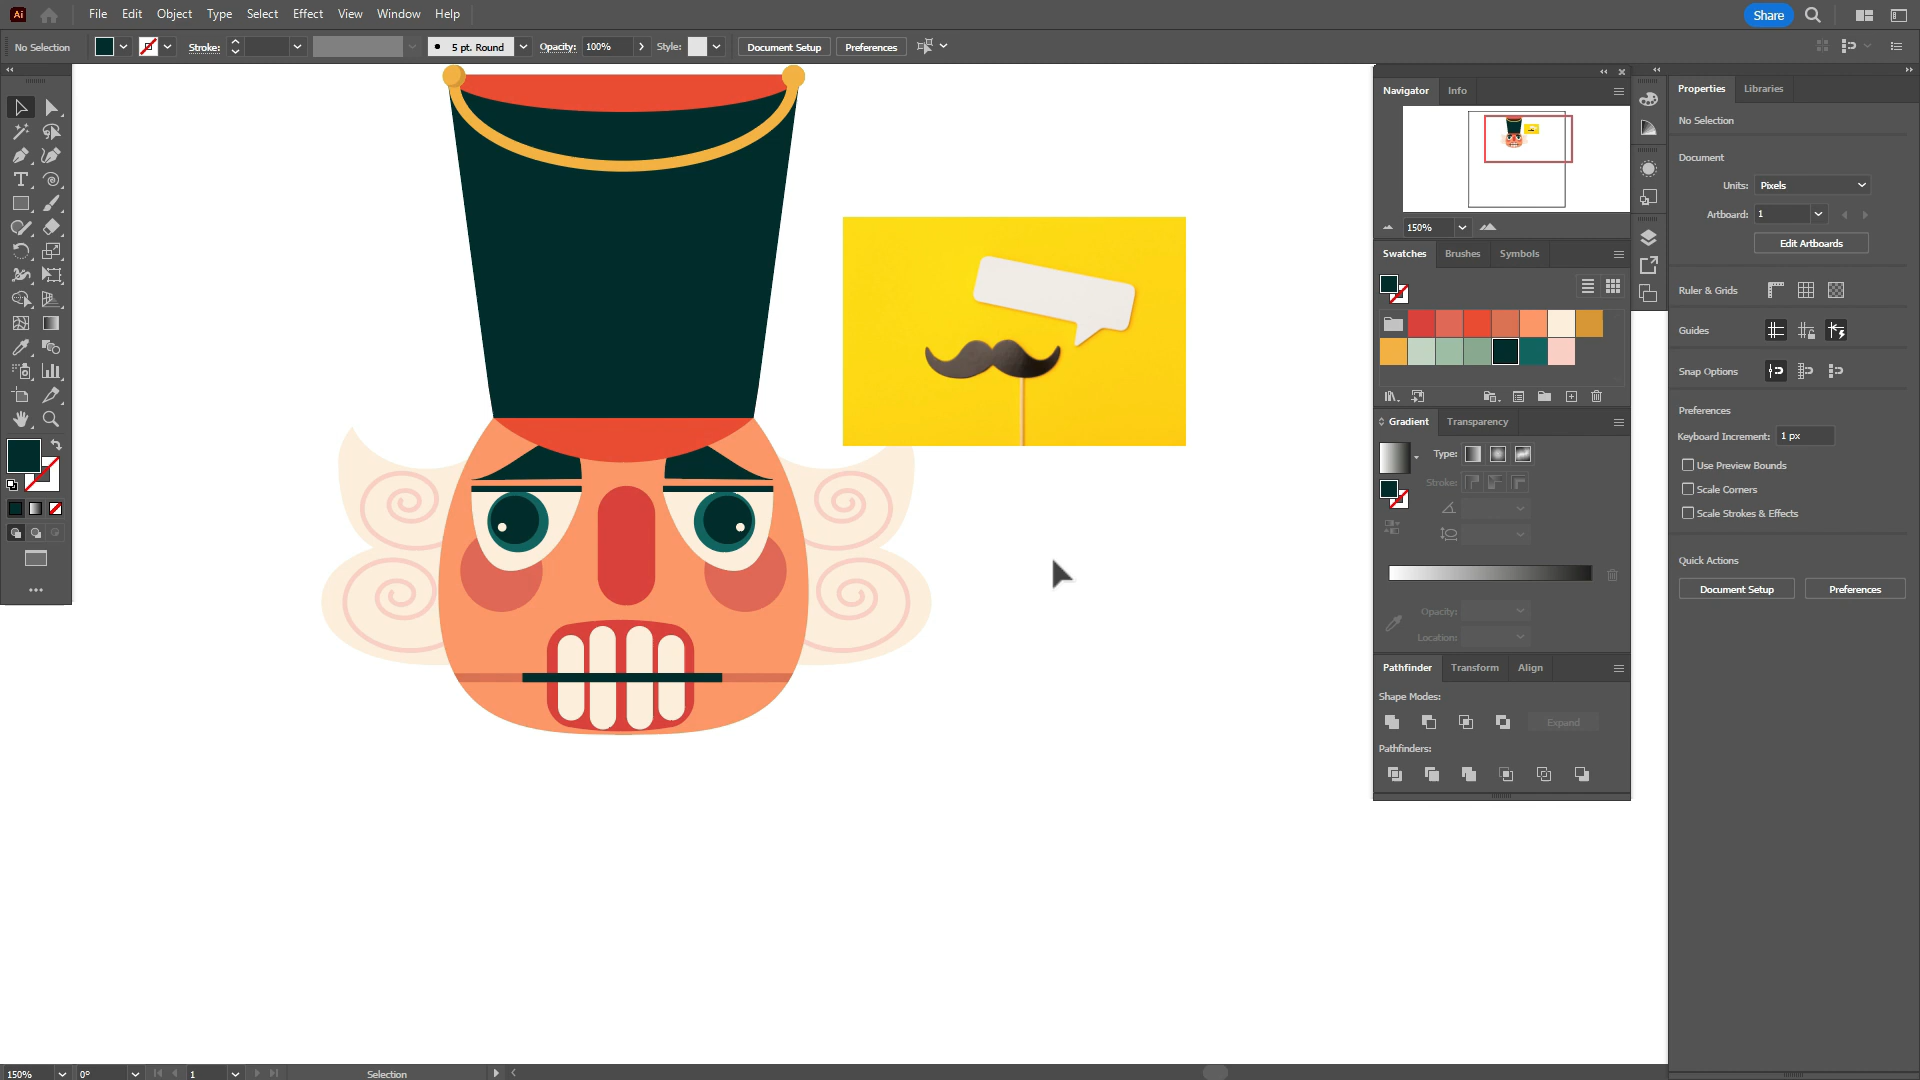 Ai File Edit Object Type Select Effect View Window Help Share
No Selection Stroke: 5 pt. Round Opacity: 100% Style: Document Setup Preferences
Navigator Info
150%
Swatches Brushes Symbols
Gradient Transparency
Type:
Stroke:
Opacity:
Location:
Pathfinder Transform Align
Shape Modes:
Expand
Pathfinders:
Properties Libraries
No Selection
Document
Units: Pixels
Artboard: 1
Edit Artboards
Ruler & Grids
Guides
Snap Options
Preferences
Keyboard Increment: 1 px
Use Preview Bounds
Scale Corners
Scale Strokes & Effects
Quick Actions
Document Setup Preferences
150% 0° 1 Selection